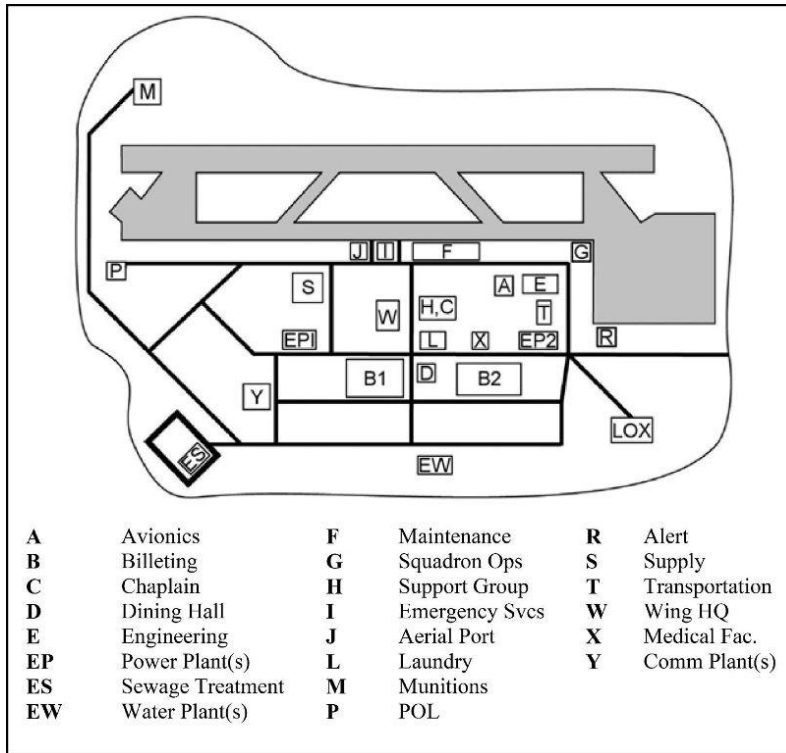 M
J I F G
P
S A E
W H,C T
EP1 L X EP2 R
B1 D B2
Y
LOX
ES EW
A Avionics F Maintenance R Alert
B Billeting G Squadron Ops S Supply
C Chaplain H Support Group T Transportation
D Dining Hall I Emergency Svcs W Wing HQ
E Engineering J Aerial Port X Medical Fac.
EP Power Plant(s) L Laundry Y Comm Plant(s)
ES Sewage Treatment M Munitions
EW Water Plant(s) P POL